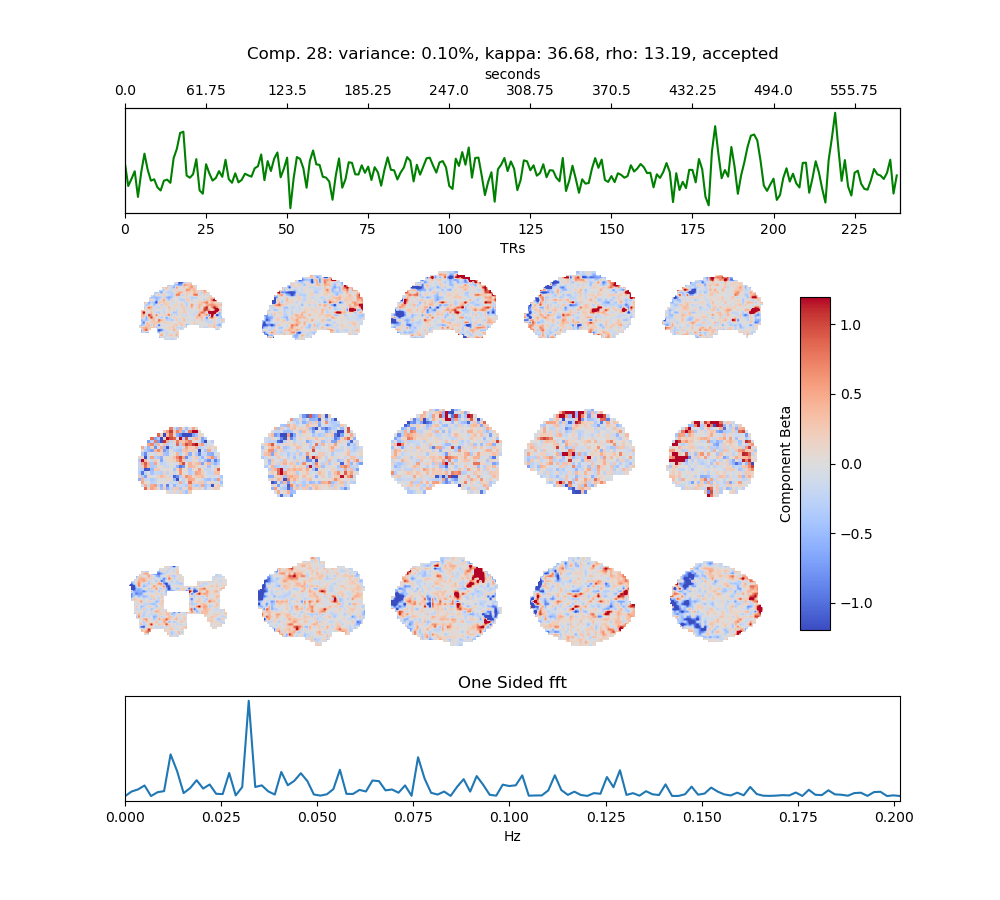 Comp. 28: variance: 0.10%, kappa: 36.68, rho: 13.19, accepted
seconds
0.0 61.75 123.5 185.25 247.0 308.75 370.5 432.25 494.0 555.75
0 25 50 75 100 125 150 175 200 225
TRs
1.0
0.5
0.0
−0.5
−1.0
Component Beta
One Sided fft
0.000 0.025 0.050 0.075 0.100 0.125 0.150 0.175 0.200
Hz